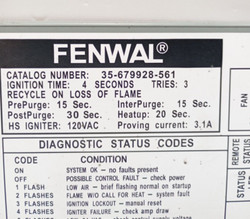 FENWAL®
CATALOG NUMBER: 35-679928-561
IGNITION TIME: 4 SECONDS TRIES: 3
RECYCLE ON LOSS OF FLAME
PrePurge: 15 Sec. InterPurge: 15 Sec.
PostPurge: 30 Sec. Heatup: 20 Sec.
HS IGNITER: 120VAC Proving current: 3.1A
DIAGNOSTIC STATUS CODES
CODE CONDITION
ON SYSTEM OK - no faults present
OFF POSSIBLE CONTROL FAULT - check power
1 FLASH LOW AIR - brief flashing normal on startup
2 FLASHES FLAME W/O CALL FOR HEAT - check
3 FLASHES IGNITION LOCKOUT - manual reset
4 FLASHES IGNITER FAILURE - check amp draw
FAN
REMOTE
STATUS
STATUS